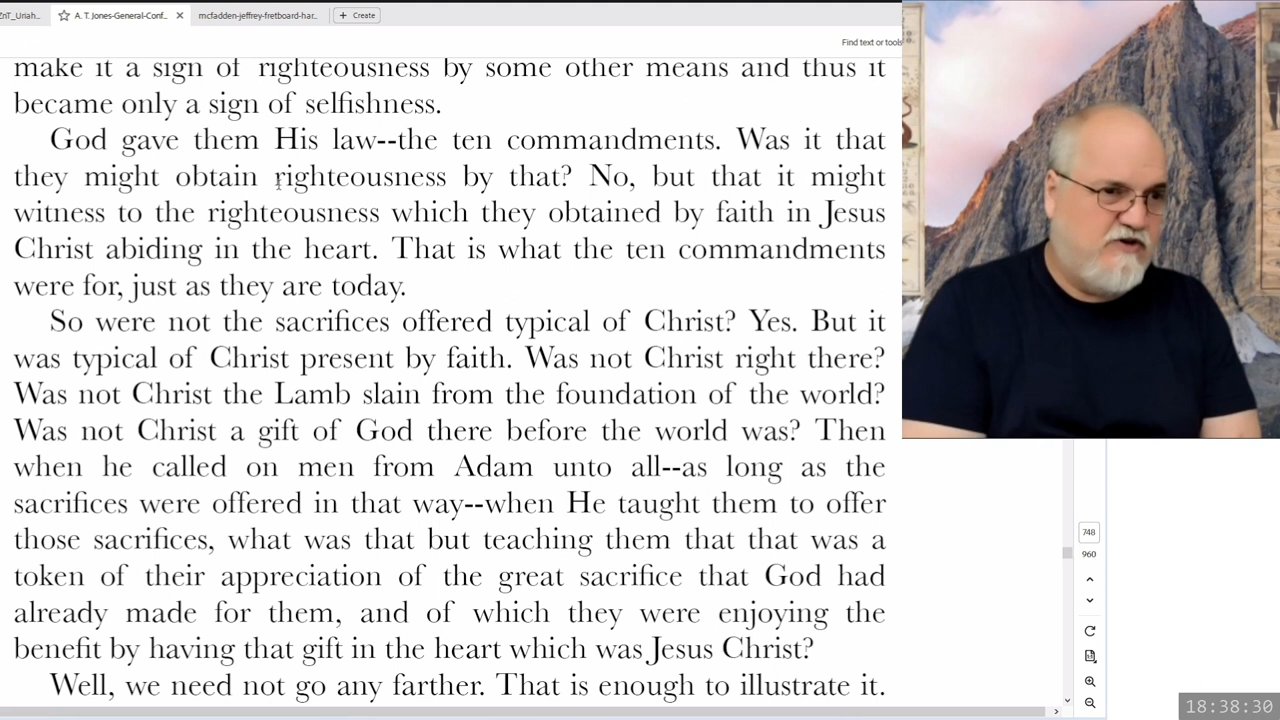 ZnT_Uriah...
A. T. Jones-General-Conf...
mcfadden-jeffrey-fretboard-har...
Create
Find text or tools
make it a sign of righteousness by some other means and thus it
became only a sign of selfishness.
God gave them His law--the ten commandments. Was it that
they might obtain righteousness by that? No, but that it might
witness to the righteousness which they obtained by faith in Jesus
Christ abiding in the heart. That is what the ten commandments
were for, just as they are today.
So were not the sacrifices offered typical of Christ? Yes. But it
was typical of Christ present by faith. Was not Christ right there?
Was not Christ the Lamb slain from the foundation of the world?
Was not Christ a gift of God there before the world was? Then
when he called on men from Adam unto all--as long as the
sacrifices were offered in that way--when He taught them to offer
those sacrifices, what was that but teaching them that that was a
token of their appreciation of the great sacrifice that God had
already made for them, and of which they were enjoying the
benefit by having that gift in the heart which was Jesus Christ?
Well, we need not go any farther. That is enough to illustrate it.
748
960
18:38:30